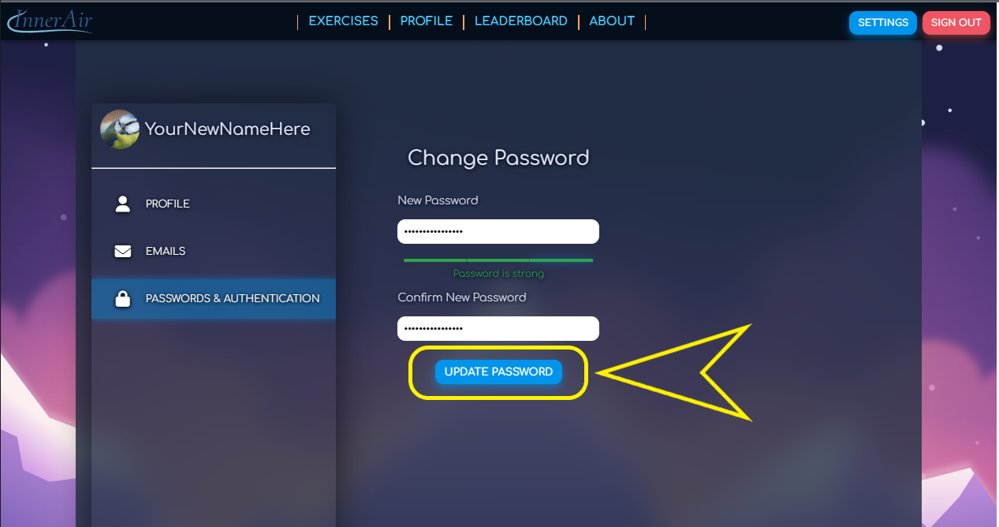 InnerAir
EXERCISES
PROFILE
LEADERBOARD
ABOUT
SETTINGS
SIGN OUT
YourNewNameHere
PROFILE
EMAILS
PASSWORDS & AUTHENTICATION
Change Password
New Password
••••••••••••••••
Password is strong
Confirm New Password
••••••••••••••••
UPDATE PASSWORD